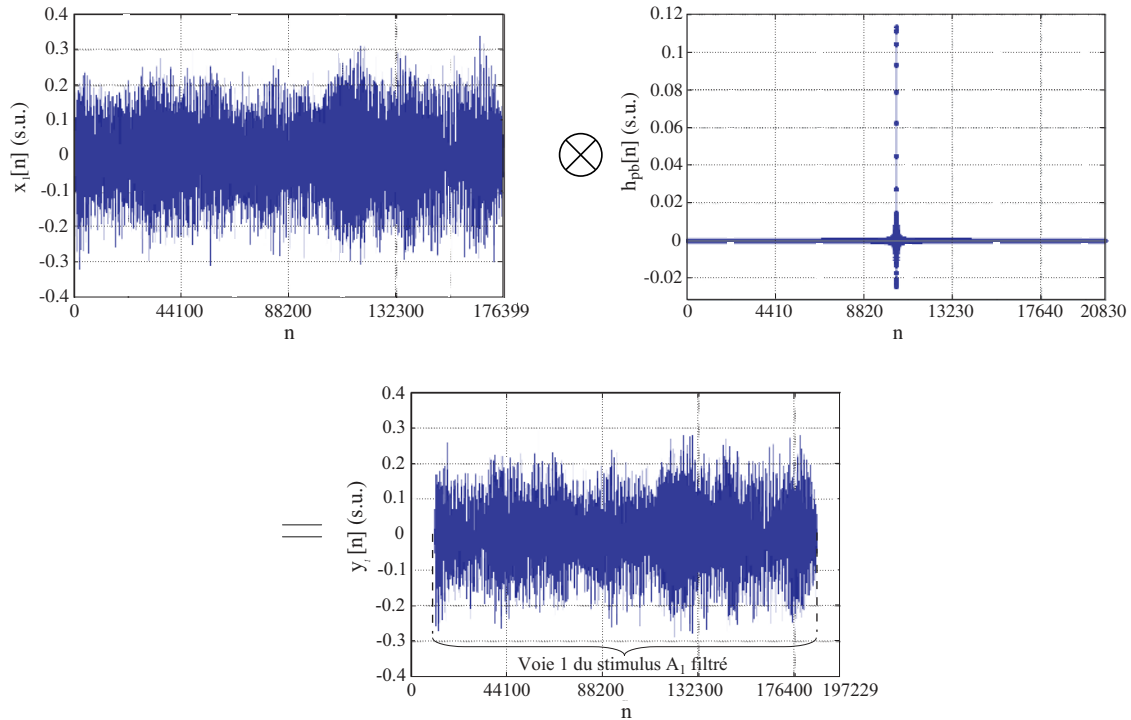 0.4
0.3
0.2
0.1
0
-0.1
-0.2
-0.3
-0.4
x1[n] (s.u.)
0 44100 88200 132300 176399
n
0.12
0.1
0.08
0.06
0.04
0.02
0
-0.02
hpb[n] (s.u.)
0 4410 8820 13230 17640 20830
n
0.4
0.3
0.2
0.1
0
-0.1
-0.2
-0.3
-0.4
y1[n] (s.u.)
Voie 1 du stimulus A1 filtré
0 44100 88200 132300 176400 197229
n